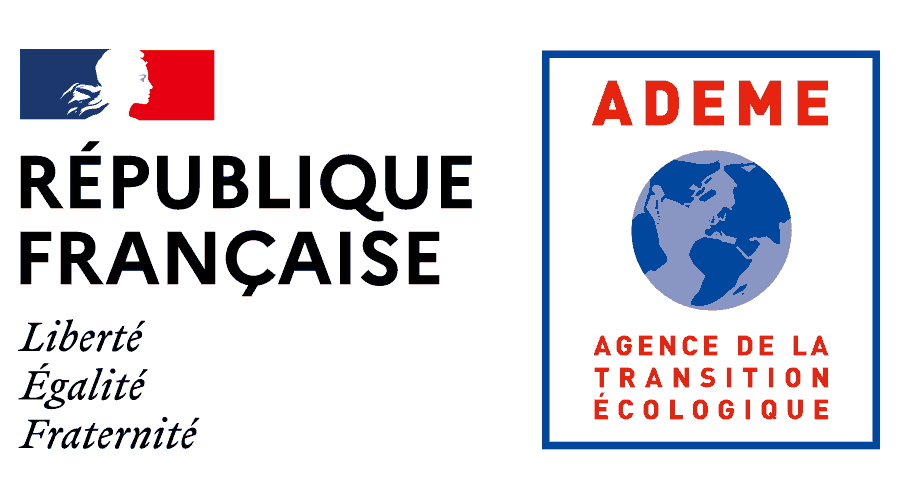 RÉPUBLIQUE
FRANÇAISE
Liberté
Égalité
Fraternité
ADEME
AGENCE DE LA
TRANSITION
ÉCOLOGIQUE